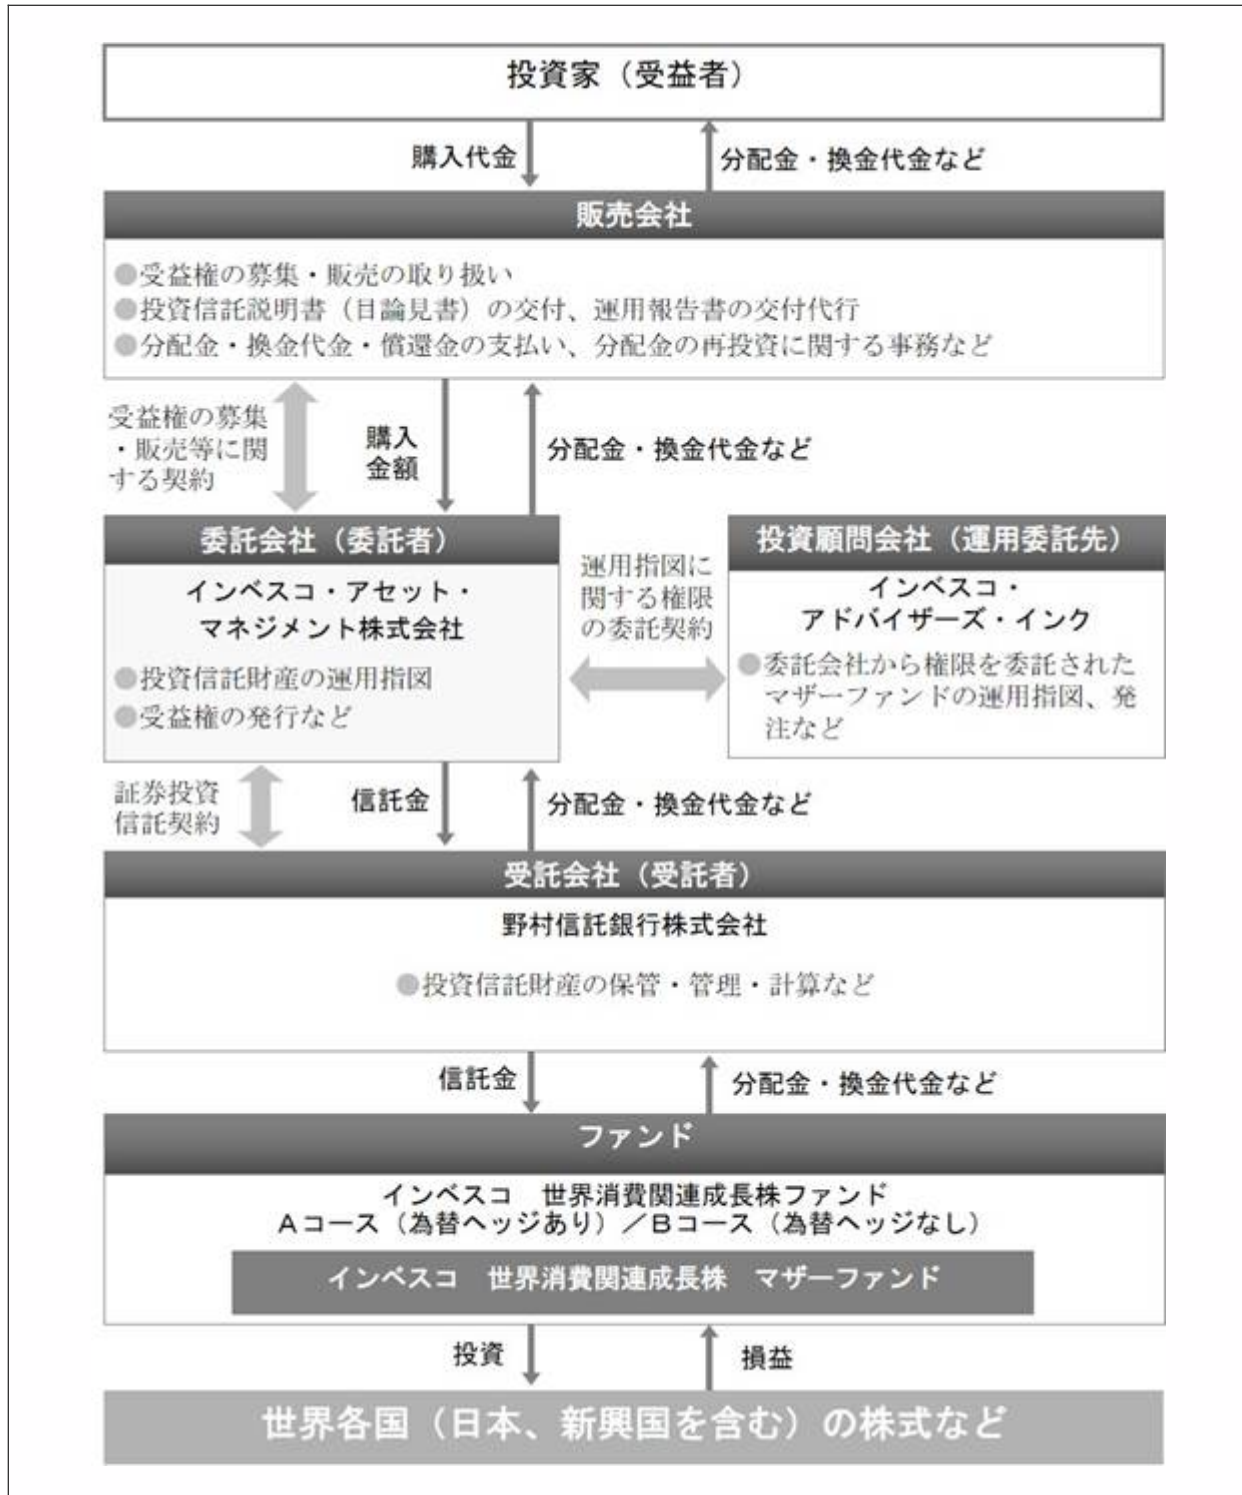 投資家（受益者）
購入代金
分配金・換金代金など
販売会社
●受益権の募集・販売の取り扱い
●投資信託説明書（目論見書）の交付、運用報告書の交付代行
●分配金・換金代金・償還金の支払い、分配金の再投資に関する事務など
受益権の募集
・販売等に関
する契約
購入
金額
分配金・換金代金など
委託会社（委託者）
インベスコ・アセット・
マネジメント株式会社
●投資信託財産の運用指図
●受益権の発行など
運用指図に
関する権限
の委託契約
投資顧問会社（運用委託先）
インベスコ・
アドバイザーズ・インク
●委託会社から権限を委託された
マザーファンドの運用指図、発
注など
証券投資
信託契約
信託金
分配金・換金代金など
受託会社（受託者）
野村信託銀行株式会社
●投資信託財産の保管・管理・計算など
信託金
分配金・換金代金など
ファンド
インベスコ　世界消費関連成長株ファンド
Ａコース（為替ヘッジあり）／Ｂコース（為替ヘッジなし）
インベスコ　世界消費関連成長株　マザーファンド
投資
損益
世界各国（日本、新興国を含む）の株式など